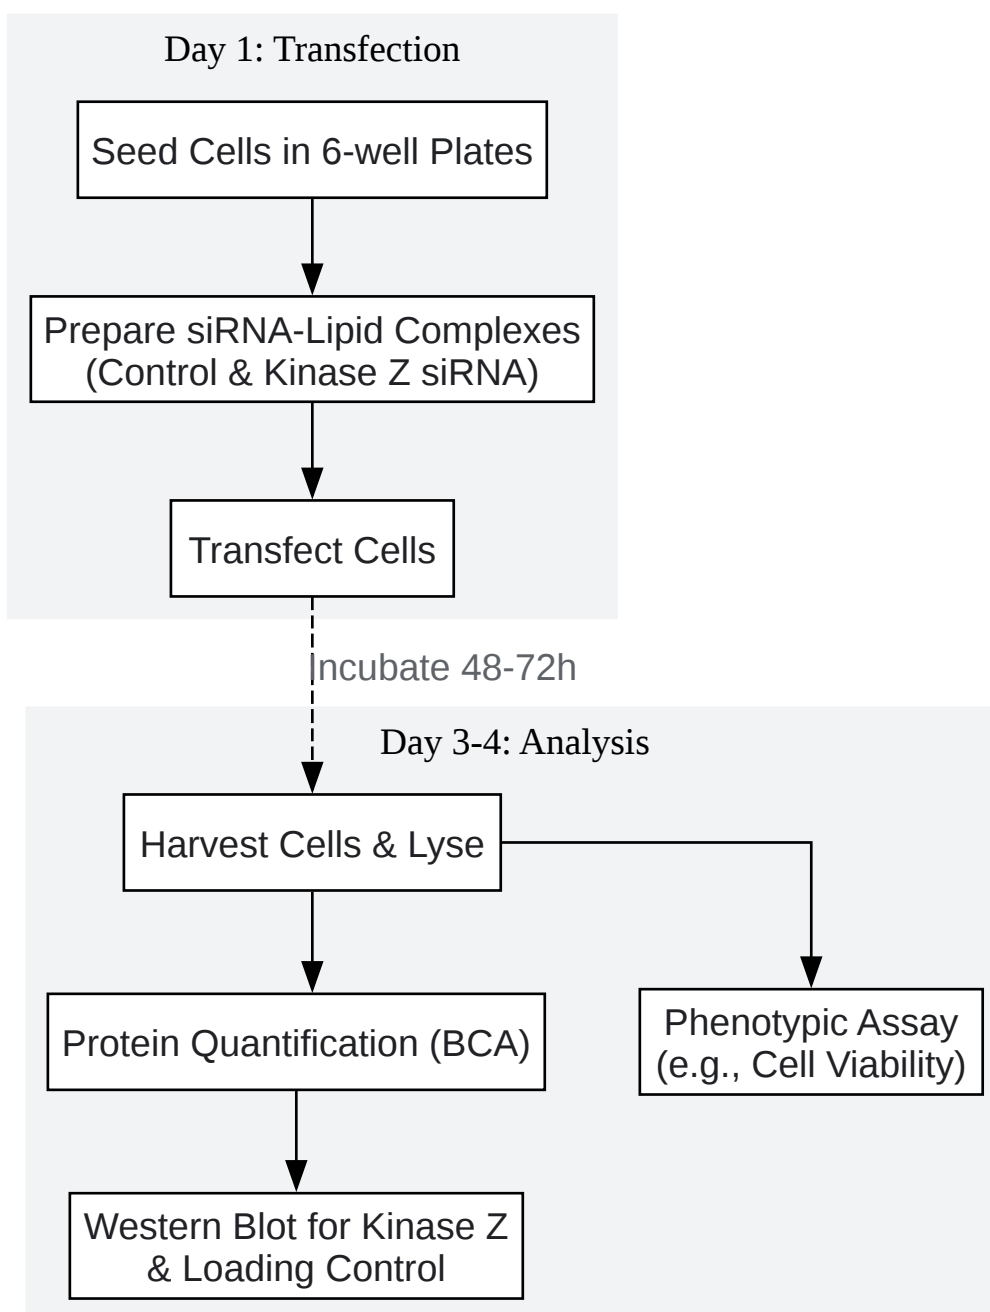 Day 1: Transfection
Seed Cells in 6-well Plates
Prepare siRNA-Lipid Complexes
(Control & Kinase Z siRNA)
Transfect Cells
Incubate 48-72h
Day 3-4: Analysis
Harvest Cells & Lyse
Protein Quantification (BCA)
Phenotypic Assay
(e.g., Cell Viability)
Western Blot for Kinase Z
& Loading Control